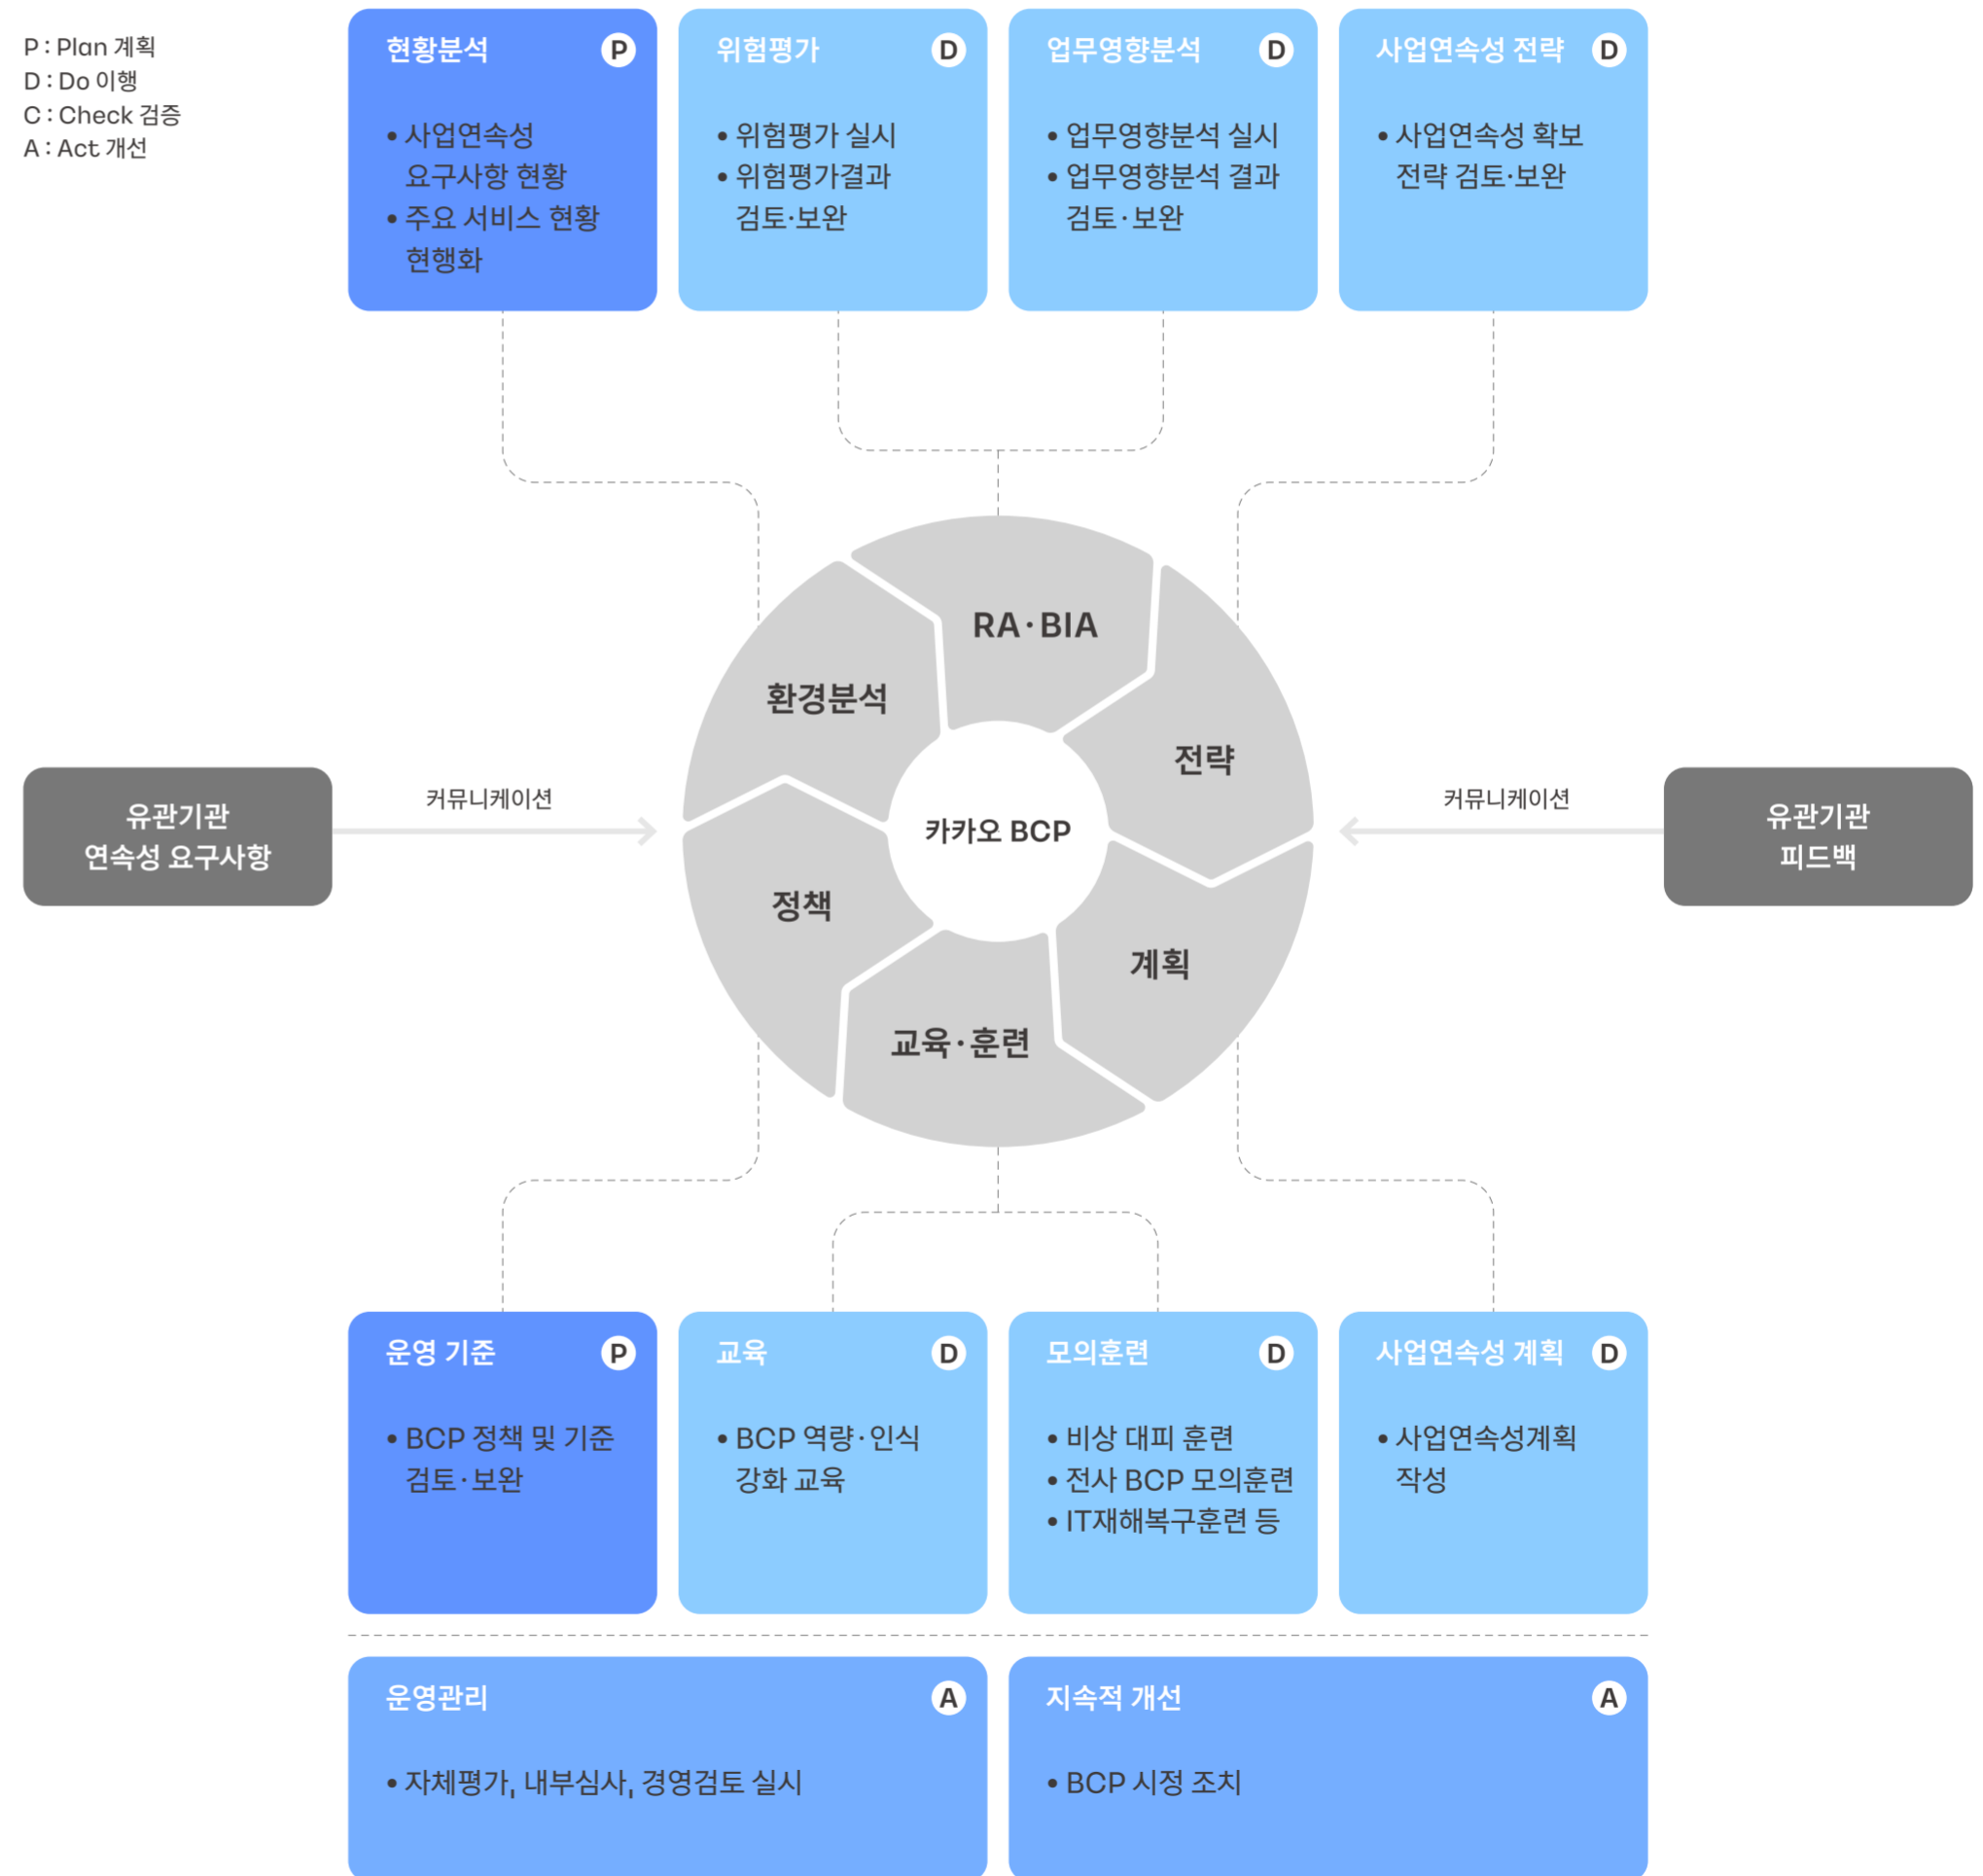 P : Plan 계획
D : Do 이행
C : Check 검증
A : Act 개선
현황분석 P
• 사업연속성
요구사항 현황
• 주요 서비스 현황
현행화
위험평가 D
• 위험평가 실시
• 위험평가결과
검토·보완
업무영향분석 D
• 업무영향분석 실시
• 업무영향분석 결과
검토·보완
사업연속성 전략 D
• 사업연속성 확보
전략 검토·보완
RA·BIA
환경분석
전략
카카오 BCP
정책
계획
교육·훈련
유관기관
연속성 요구사항
커뮤니케이션
커뮤니케이션
유관기관
피드백
운영 기준 P
• BCP 정책 및 기준
검토·보완
교육 D
• BCP 역량·인식
강화 교육
모의훈련 D
• 비상 대피 훈련
• 전사 BCP 모의훈련
• IT재해복구훈련 등
사업연속성 계획 D
• 사업연속성계획
작성
운영관리 A
• 자체평가, 내부심사, 경영검토 실시
지속적 개선 A
• BCP 시정 조치